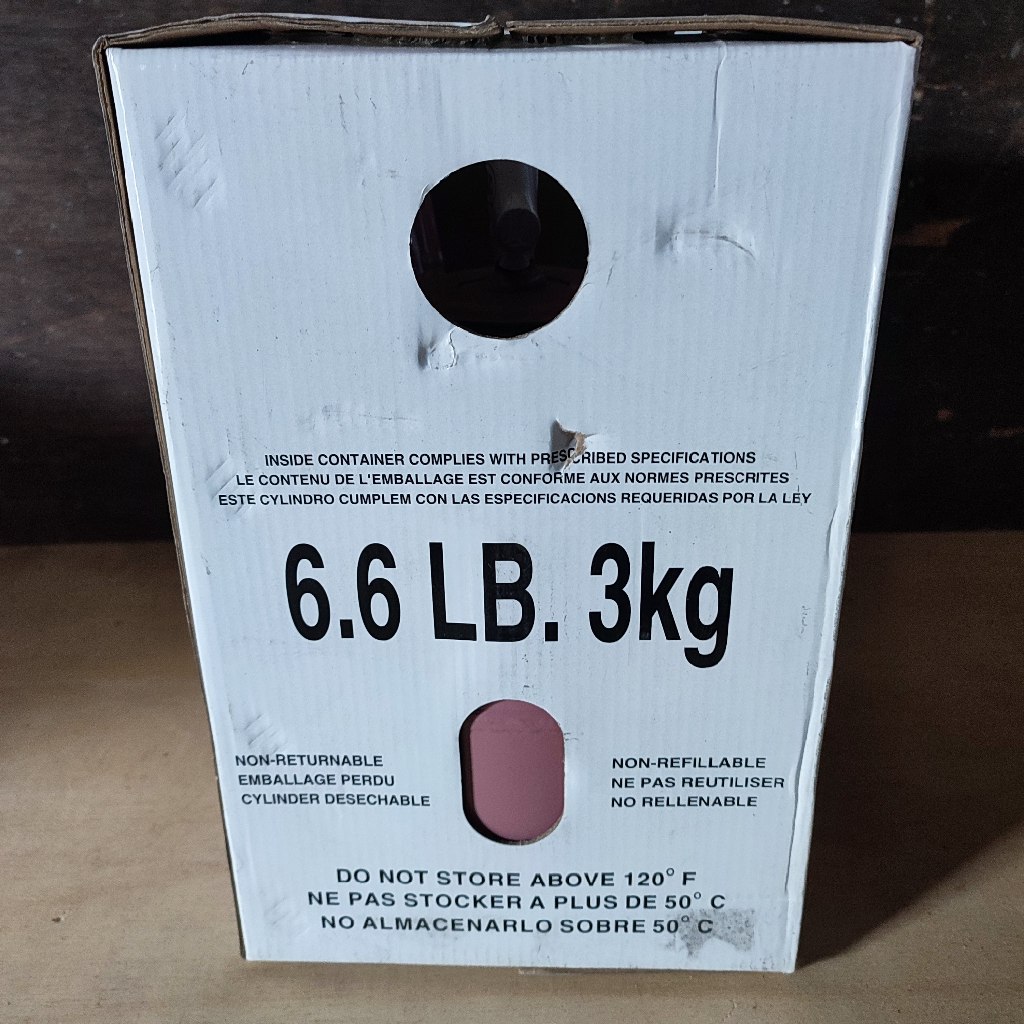 INSIDE CONTAINER COMPLIES WITH PRESCRIBED SPECIFICATIONS
LE CONTENU DE L'EMBALLAGE EST CONFORME AUX NORMES PRESCRITES
ESTE CYLINDRO CUMPLEM CON LAS ESPECIFICACIONS REQUERIDAS POR LA LEY
6.6 LB. 3kg
NON-RETURNABLE
EMBALLAGE PERDU
CYLINDER DESECHABLE
NON-REFILLABLE
NE PAS REUTILISER
NO RELLENABLE
DO NOT STORE ABOVE 120° F
NE PAS STOCKER A PLUS DE 50° C
NO ALMACENARLO SOBRE 50° C